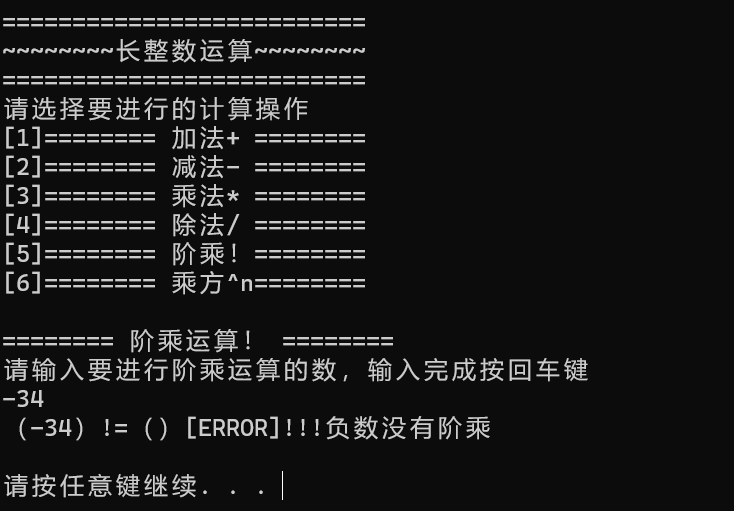 ==========================
~~~~~~~~长整数运算~~~~~~~~
==========================
请选择要进行的计算操作
[1]======== 加法+ ========
[2]======== 减法- ========
[3]======== 乘法* ========
[4]======== 除法/ ========
[5]======== 阶乘! ========
[6]======== 乘方^n========
======== 阶乘运算! ========
请输入要进行阶乘运算的数，输入完成按回车键
-34
（-34）!=（）[ERROR]!!!负数没有阶乘
请按任意键继续. . .